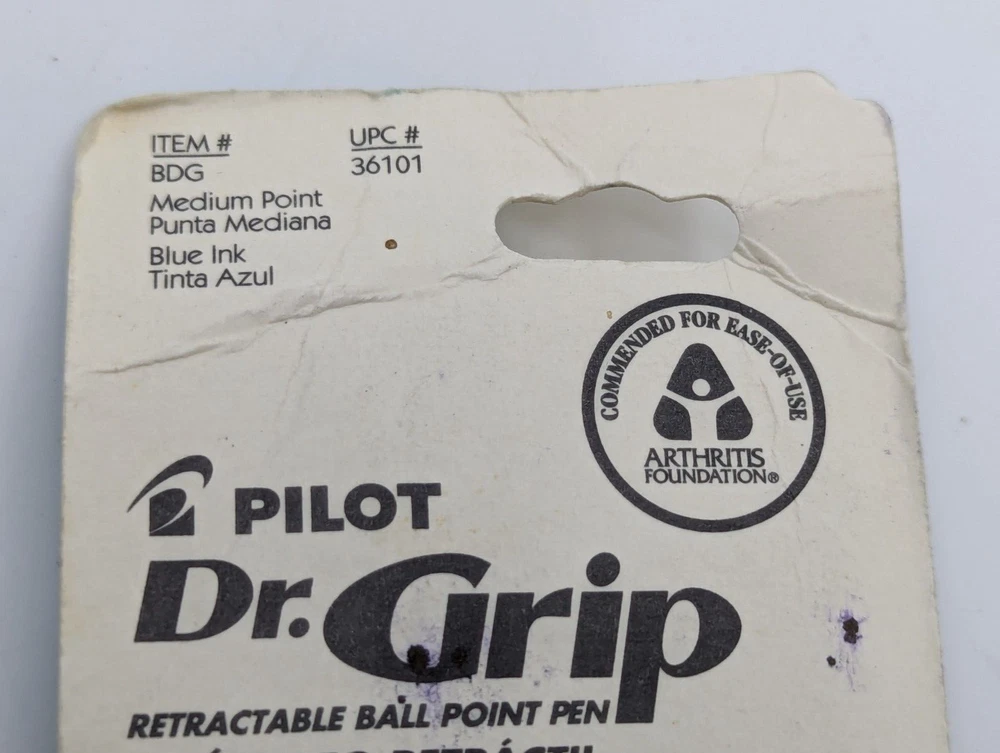 ITEM #
UPC #
BDG
36101
Medium Point
Punta Mediana
Blue Ink
Tinta Azul
COMMENDED FOR EASE-OF-USE
ARTHRITIS
FOUNDATION®
PILOT
Dr. Grip
RETRACTABLE BALL POINT PEN
RETRÁCTIL